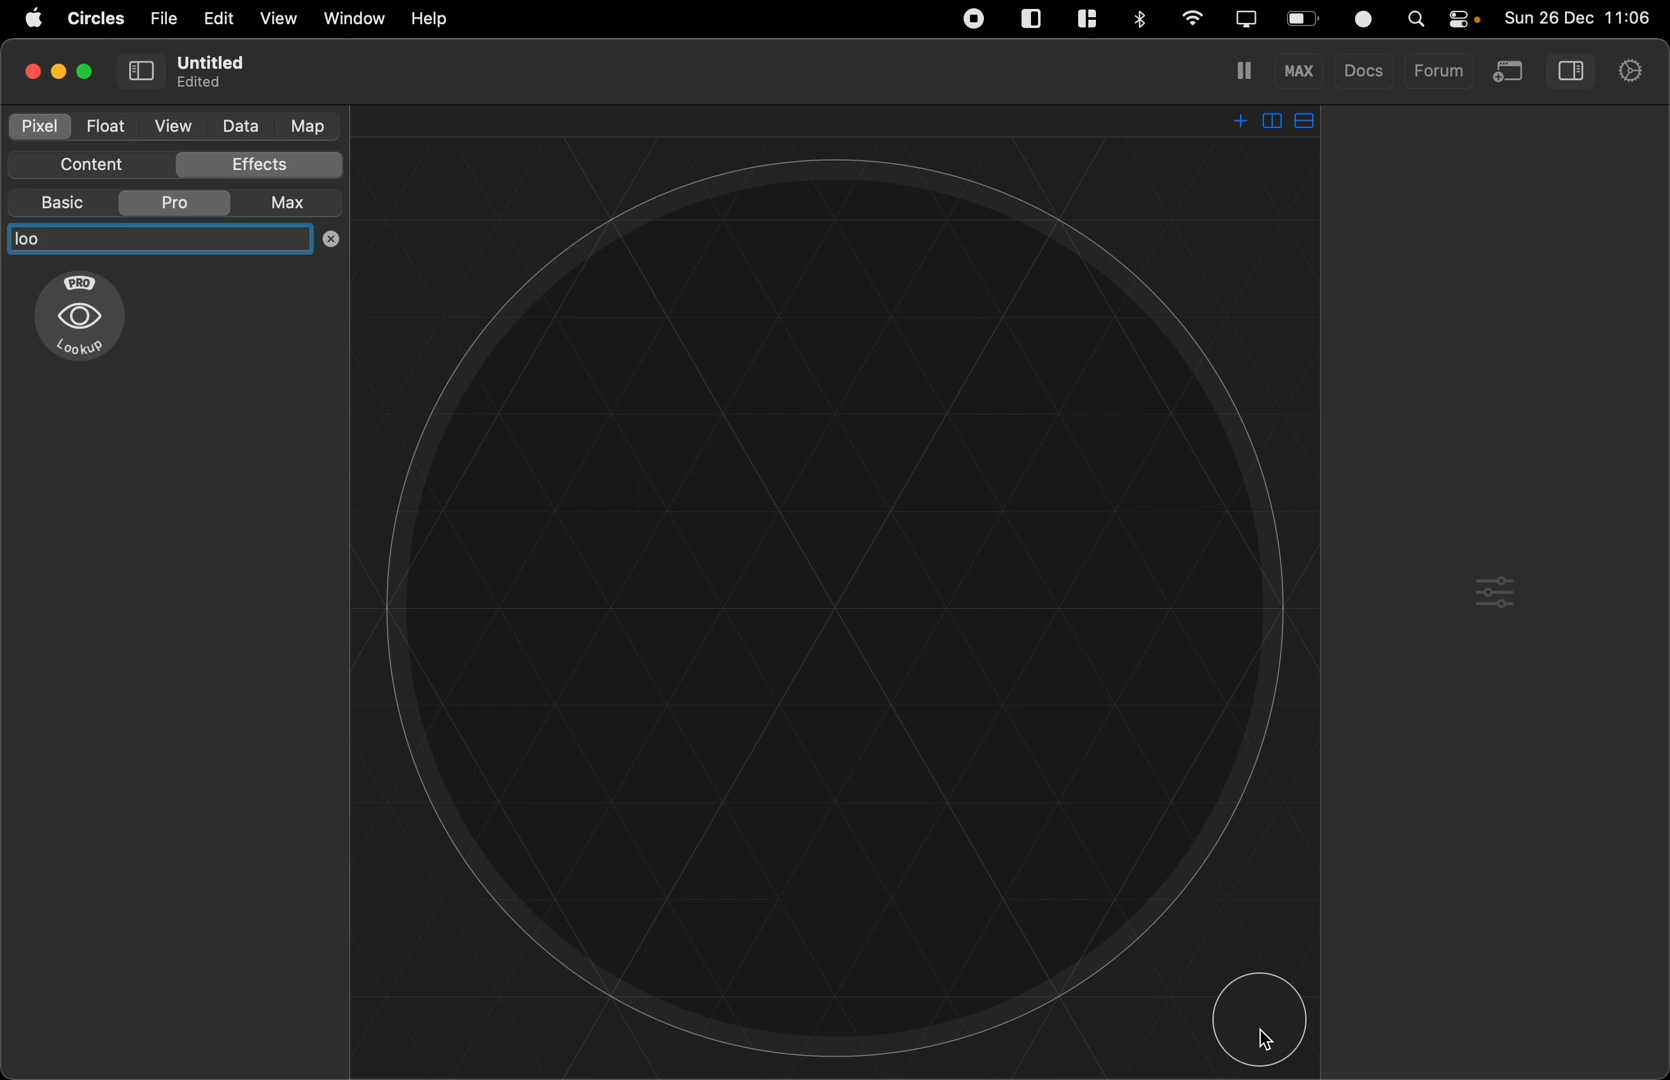 Circles File Edit View Window Help Sun 26 Dec 11:06
Untitled
Edited
MAX Docs Forum
Pixel Float View Data Map
Content Effects
Basic Pro Max
loo
PRO
Lookup